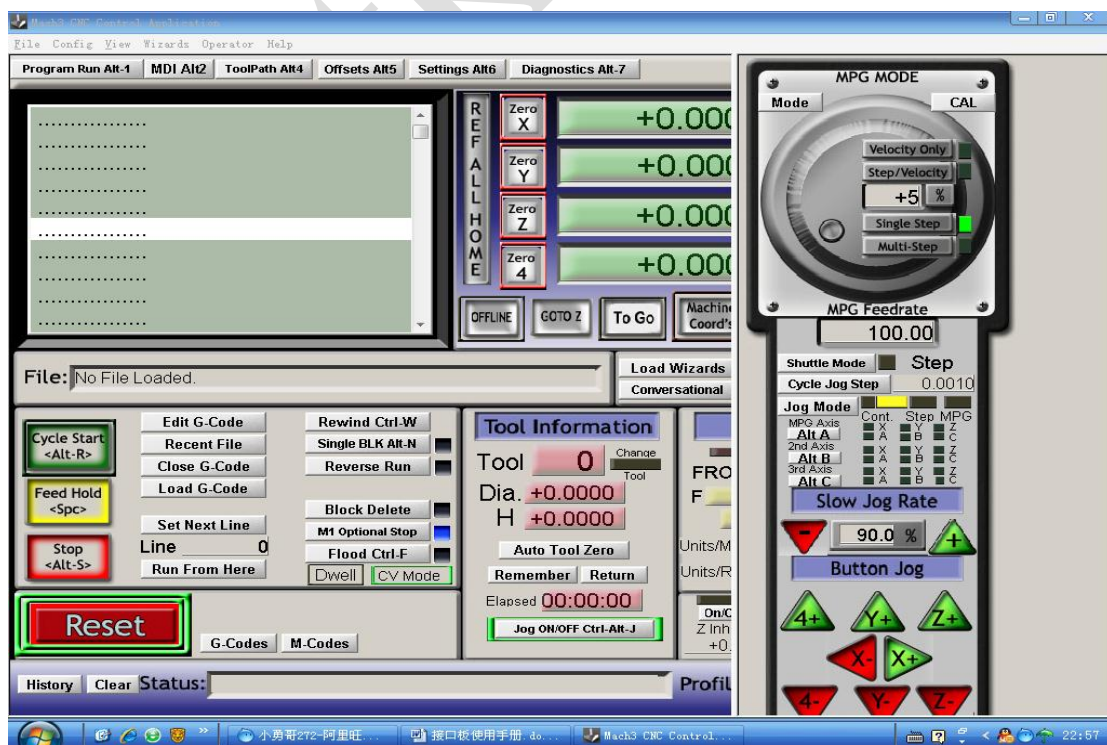 Mach3 CNC Control Application
File Config View Wizards Operator Help
Program Run Alt-1 MDI Alt2 ToolPath Alt4 Offsets Alt5 Settings Alt6 Diagnostics Alt-7
REF ALL HOME
Zero X +0.000
Zero Y +0.000
Zero Z +0.000
Zero 4 +0.000
OFFLINE GOTO Z To Go Machine Coord's
File: No File Loaded.
Load Wizards
Conversational
Cycle Start <Alt-R>
Feed Hold <Spc>
Stop <Alt-S>
Edit G-Code
Recent File
Close G-Code
Load G-Code
Set Next Line
Line 0
Run From Here
Rewind Ctrl-W
Single BLK Alt-N
Reverse Run
Block Delete
M1 Optional Stop
Flood Ctrl-F
Dwell CV Mode
Reset
G-Codes M-Codes
Tool Information
Tool 0 Change Tool
Dia. +0.0000
H +0.0000
Auto Tool Zero
Remember Return
Elapsed 00:00:00
Jog ON/OFF Ctrl-Alt-J
FRO
F
Units/M
Units/R
On/O
Z Inh
+0.
History Clear Status:
Profil
MPG MODE
Mode CAL
Velocity Only
Step/Velocity
+5 %
Single Step
Multi-Step
MPG Feedrate
100.00
Shuttle Mode Step
Cycle Jog Step 0.0010
Jog Mode Cont. Step MPG
MPG Axis X Y Z
Alt A A B C
2nd Axis X Y Z
Alt B A B C
3rd Axis X Y Z
Alt C A B C
Slow Jog Rate
- 90.0 % +
Button Jog
4+ Y+ Z+
X- X+
4- Y- Z-
小勇哥272-阿里旺... 接口板使用手册.do... Mach3 CNC Control...
22:57